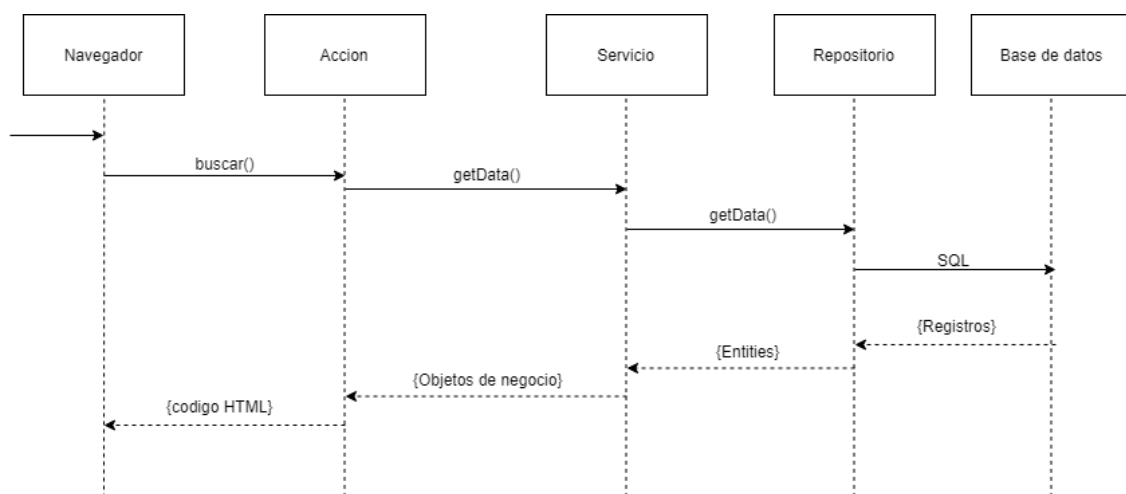 Navegador
Accion
Servicio
Repositorio
Base de datos
buscar()
getData()
getData()
SQL
{Registros}
{Entities}
{Objetos de negocio}
{codigo HTML}